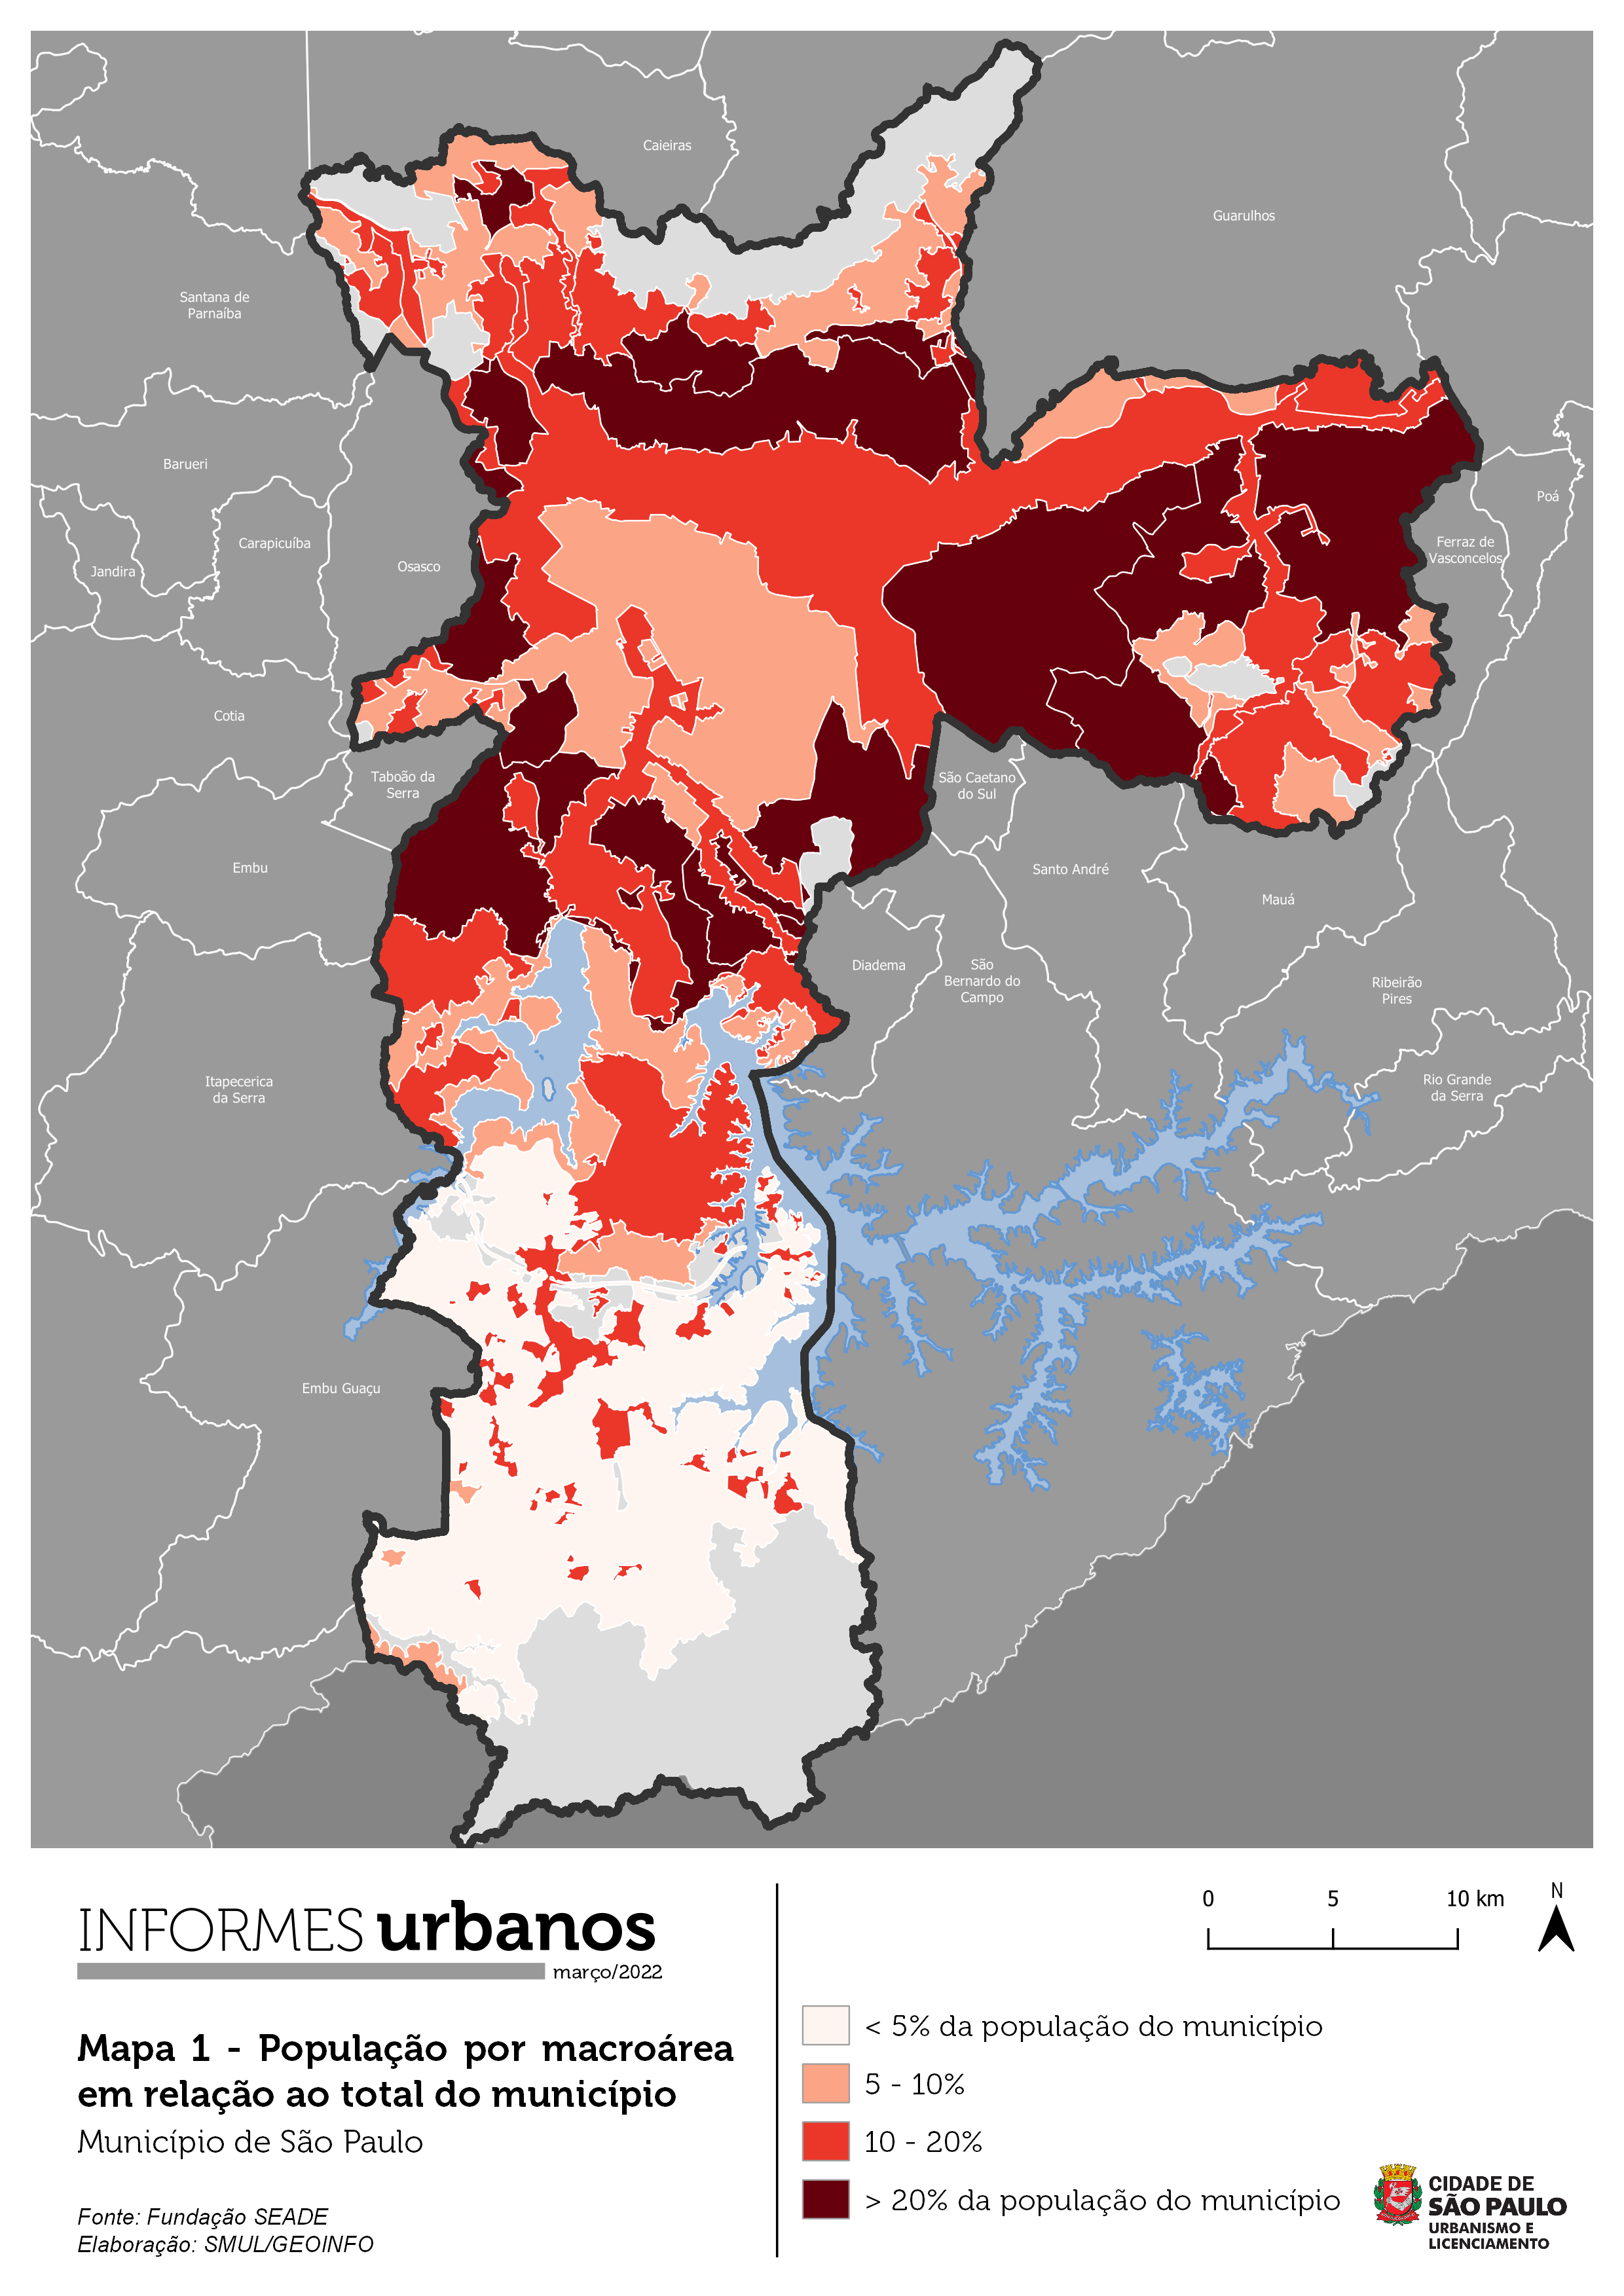 Caieiras
Guarulhos
Santana de
Parnaíba
Barueri
Poá
Carapicuíba
Ferraz de
Vasconcelos
Jandira
Osasco
Cotia
Taboão da
Serra
São Caetano
do Sul
Embu
Santo André
Mauá
Diadema
São
Bernardo do
Campo
Ribeirão
Pires
Itapecerica
da Serra
Rio Grande
da Serra
Embu Guaçu
INFORMES urbanos
março/2022
Mapa 1 - População por macroárea
em relação ao total do município
Município de São Paulo
Fonte: Fundação SEADE
Elaboração: SMUL/GEOINFO
0 5 10 km
N
< 5% da população do município
5 - 10%
10 - 20%
> 20% da população do município
CIDADE DE
SÃO PAULO
URBANISMO E
LICENCIAMENTO